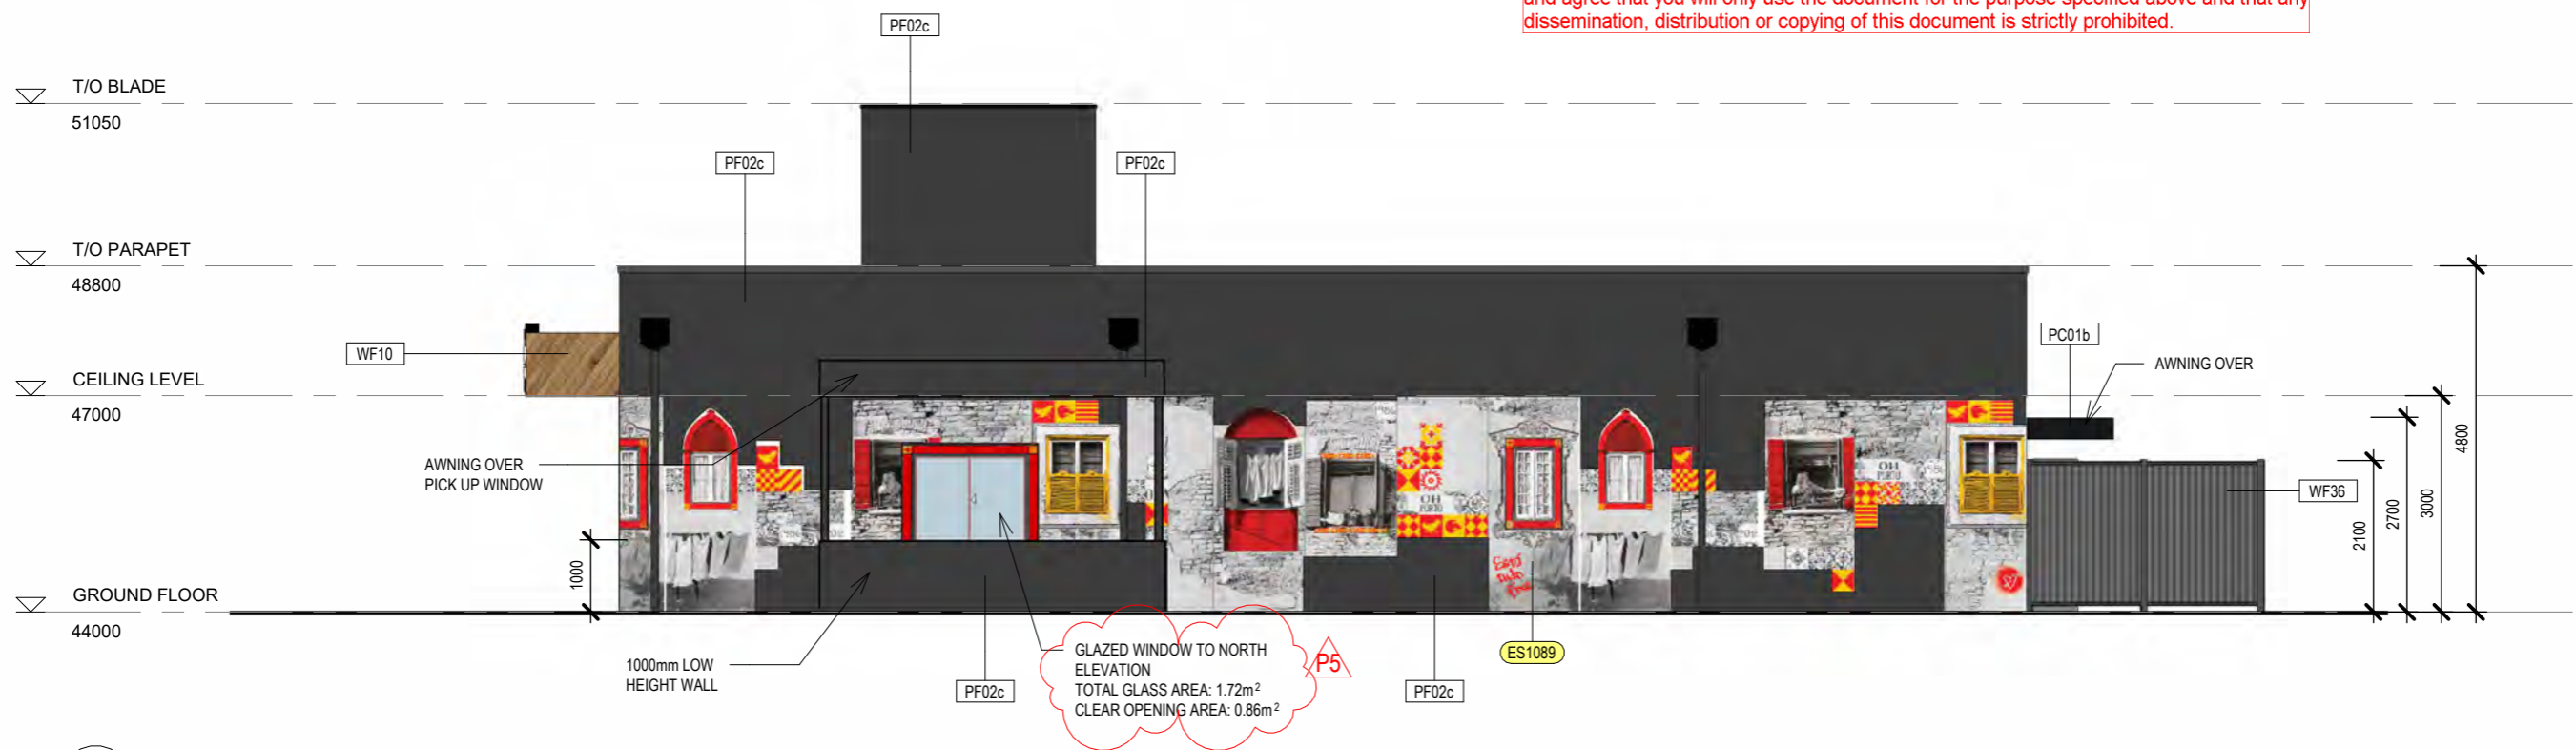 and agree that you will only use the document for the purpose specified above and that any
dissemination, distribution or copying of this document is strictly prohibited.
PF02c
T/O BLADE
51050
PF02c
PF02c
T/O PARAPET
48800
WF10
PC01b
AWNING OVER
CEILING LEVEL
47000
AWNING OVER
PICK UP WINDOW
OH
PORTO
OH
PORTO
WF36
1000
2100
2700
3000
4800
GROUND FLOOR
44000
1000mm LOW
HEIGHT WALL
PF02c
GLAZED WINDOW TO NORTH
ELEVATION
TOTAL GLASS AREA: 1.72m²
CLEAR OPENING AREA: 0.86m²
P5
ES1089
PF02c